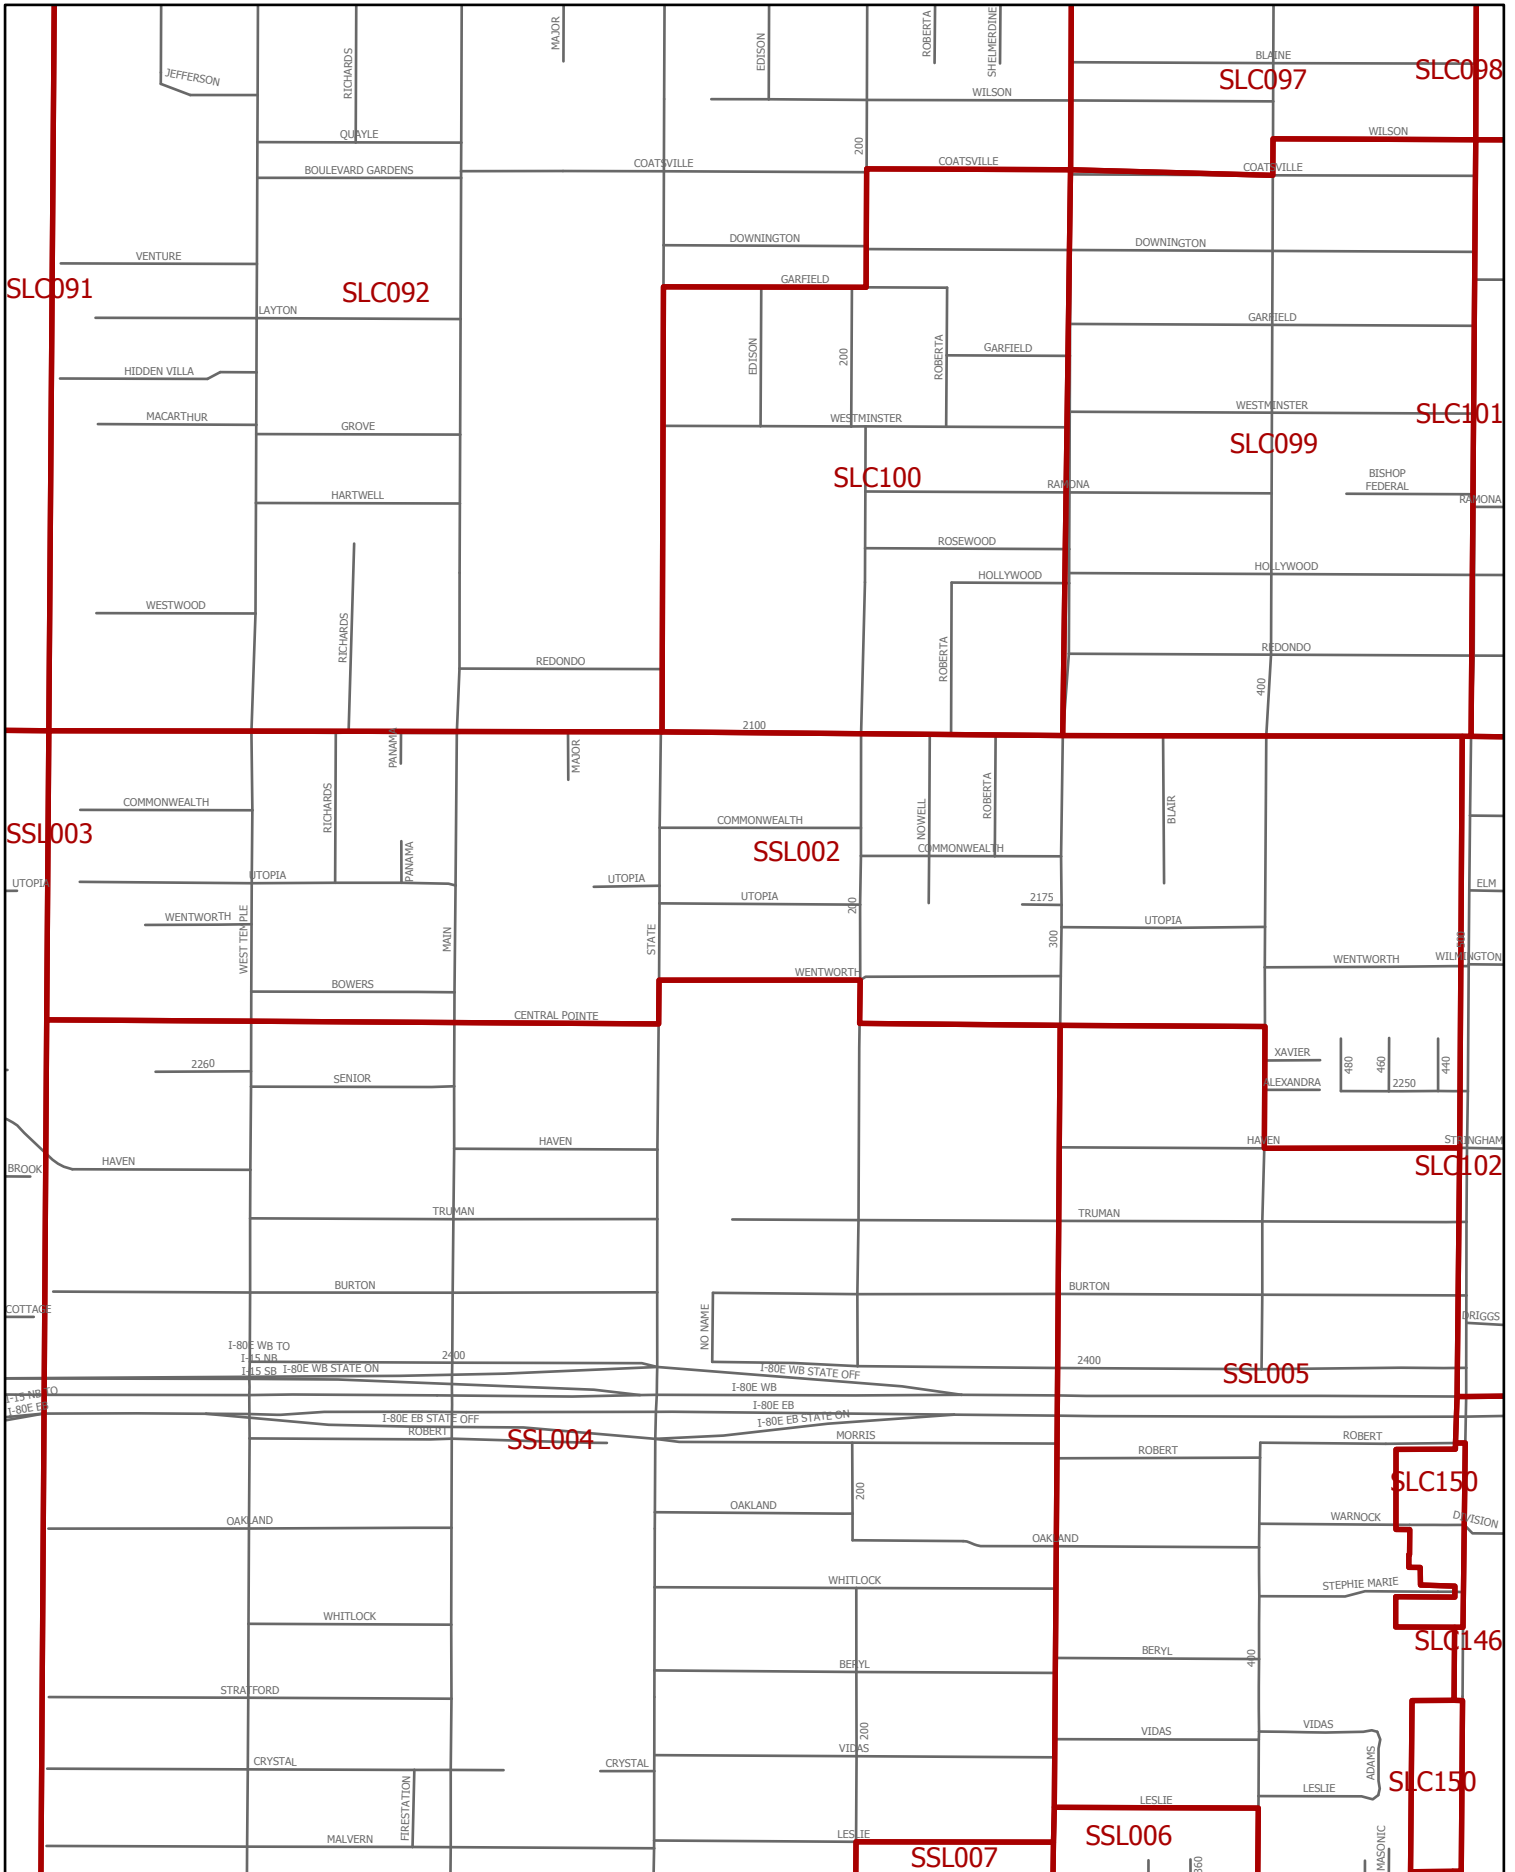 MAJOR
EDISON
ROBERTA
SHELMERDINE
RICHARDS
JEFFERSON
BLAINE
SLC097
SLC098
WILSON
QUAYLE
200
WILSON
BOULEVARD GARDENS
COATSVILLE
COATSVILLE
COATSVILLE
VENTURE
DOWNINGTON
DOWNINGTON
SLC091
SLC092
GARFIELD
LAYTON
GARFIELD
EDISON
200
ROBERTA
GARFIELD
HIDDEN VILLA
MACARTHUR
GROVE
WESTMINSTER
WESTMINSTER
SLC101
SLC099
SLC100
HARTWELL
RAMONA
BISHOP
FEDERAL
RAMONA
ROSEWOOD
HOLLYWOOD
HOLLYWOOD
WESTWOOD
RICHARDS
ROBERTA
REDONDO
REDONDO
400
2100
PANAMA
MAJOR
COMMONWEALTH
RICHARDS
COMMONWEALTH
NOWELL
ROBERTA
BLAIR
SSL003
SSL002
COMMONWEALTH
PANAMA
UTOPIA
UTOPIA
UTOPIA
UTOPIA
200
2175
ELM
WENTWORTH
WEST TEMPLE
MAIN
STATE
300
UTOPIA
WENTWORTH
WILMINGTON
WENTWORTH
BOWERS
CENTRAL POINTE
2260
SENIOR
XAVIER
ALEXANDRA
480
460
440
2250
HAVEN
HAVEN
STRINGHAM
BROOK
HAVEN
SLC102
TRUMAN
TRUMAN
BURTON
BURTON
COTTAGE
NO NAME
DRIGGS
I-80E WB TO
I-15 NB
2400
2400
I-15 SB
I-80E WB STATE ON
I-80E WB STATE OFF
SSL005
I-15 NB TO
I-80E EB
I-80E WB
I-80E EB
I-80E EB STATE OFF
I-80E EB STATE ON
ROBERT
SSL004
MORRIS
ROBERT
ROBERT
200
SLC150
OAKLAND
OAKLAND
OAKLAND
WARNOCK
DIVISION
WHITLOCK
STEPHIE MARIE
WHITLOCK
SLC146
BERYL
BERYL
400
STRATFORD
200
VIDAS
VIDAS
VIDAS
CRYSTAL
CRYSTAL
ADAMS
FIRESTATION
SLC150
LESLIE
LESLIE
MALVERN
LESLIE
SSL006
MASONIC
SSL007
360